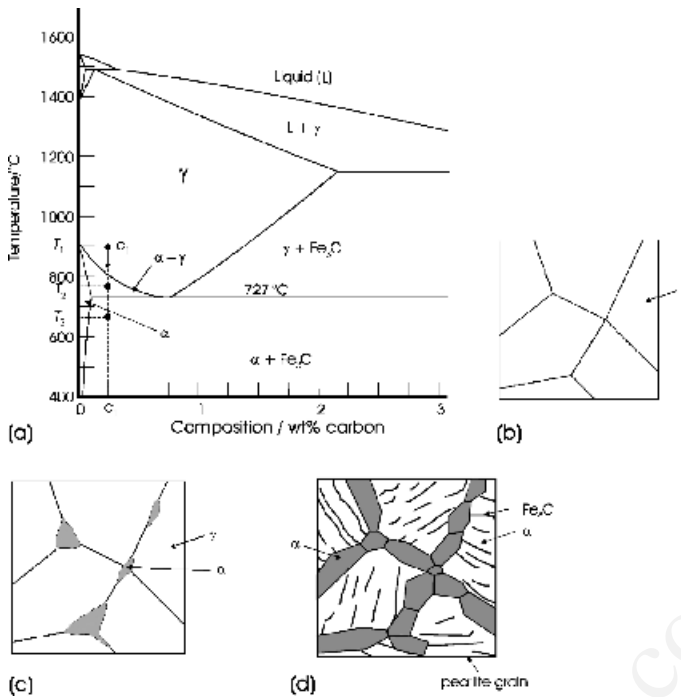 1600
1400
1200
1000
800
600
400
Temperature/°C
Liquid (L)
L + γ
γ
T₁
c₁
α – γ
γ + Fe₃C
T₂
727 °C
T₃
α
α + Fe₃C
0
C
1
2
3
Composition / wt% carbon
(a)
(b)
γ
α
(c)
Fe₃C
α
α
pearlite grain
(d)